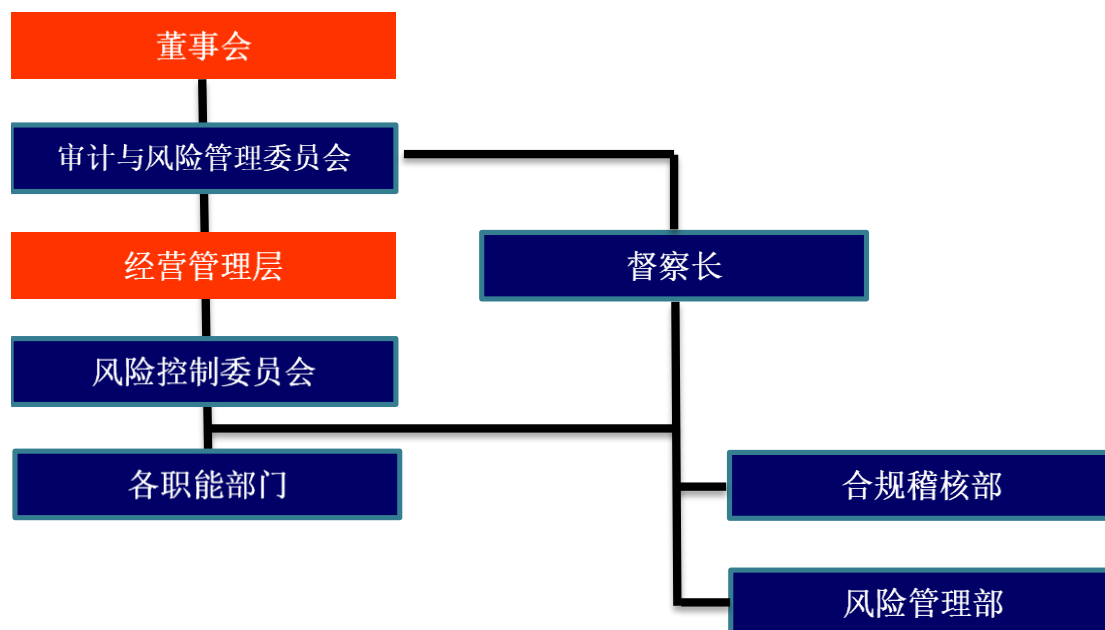 董事会
审计与风险管理委员会
经营管理层
督察长
风险控制委员会
各职能部门
合规稽核部
风险管理部